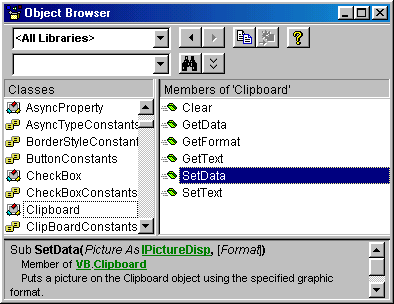 Object Browser
<All Libraries>
Classes
Members of 'Clipboard'
AsyncProperty
AsyncTypeConstants
BorderStyleConstant
ButtonConstants
CheckBox
CheckBoxConstants
Clipboard
ClipBoardConstants
Clear
GetData
GetFormat
GetText
SetData
SetText
Sub SetData(Picture As IPictureDisp, [Format])
Member of VB.Clipboard
Puts a picture on the Clipboard object using the specified graphic
format.